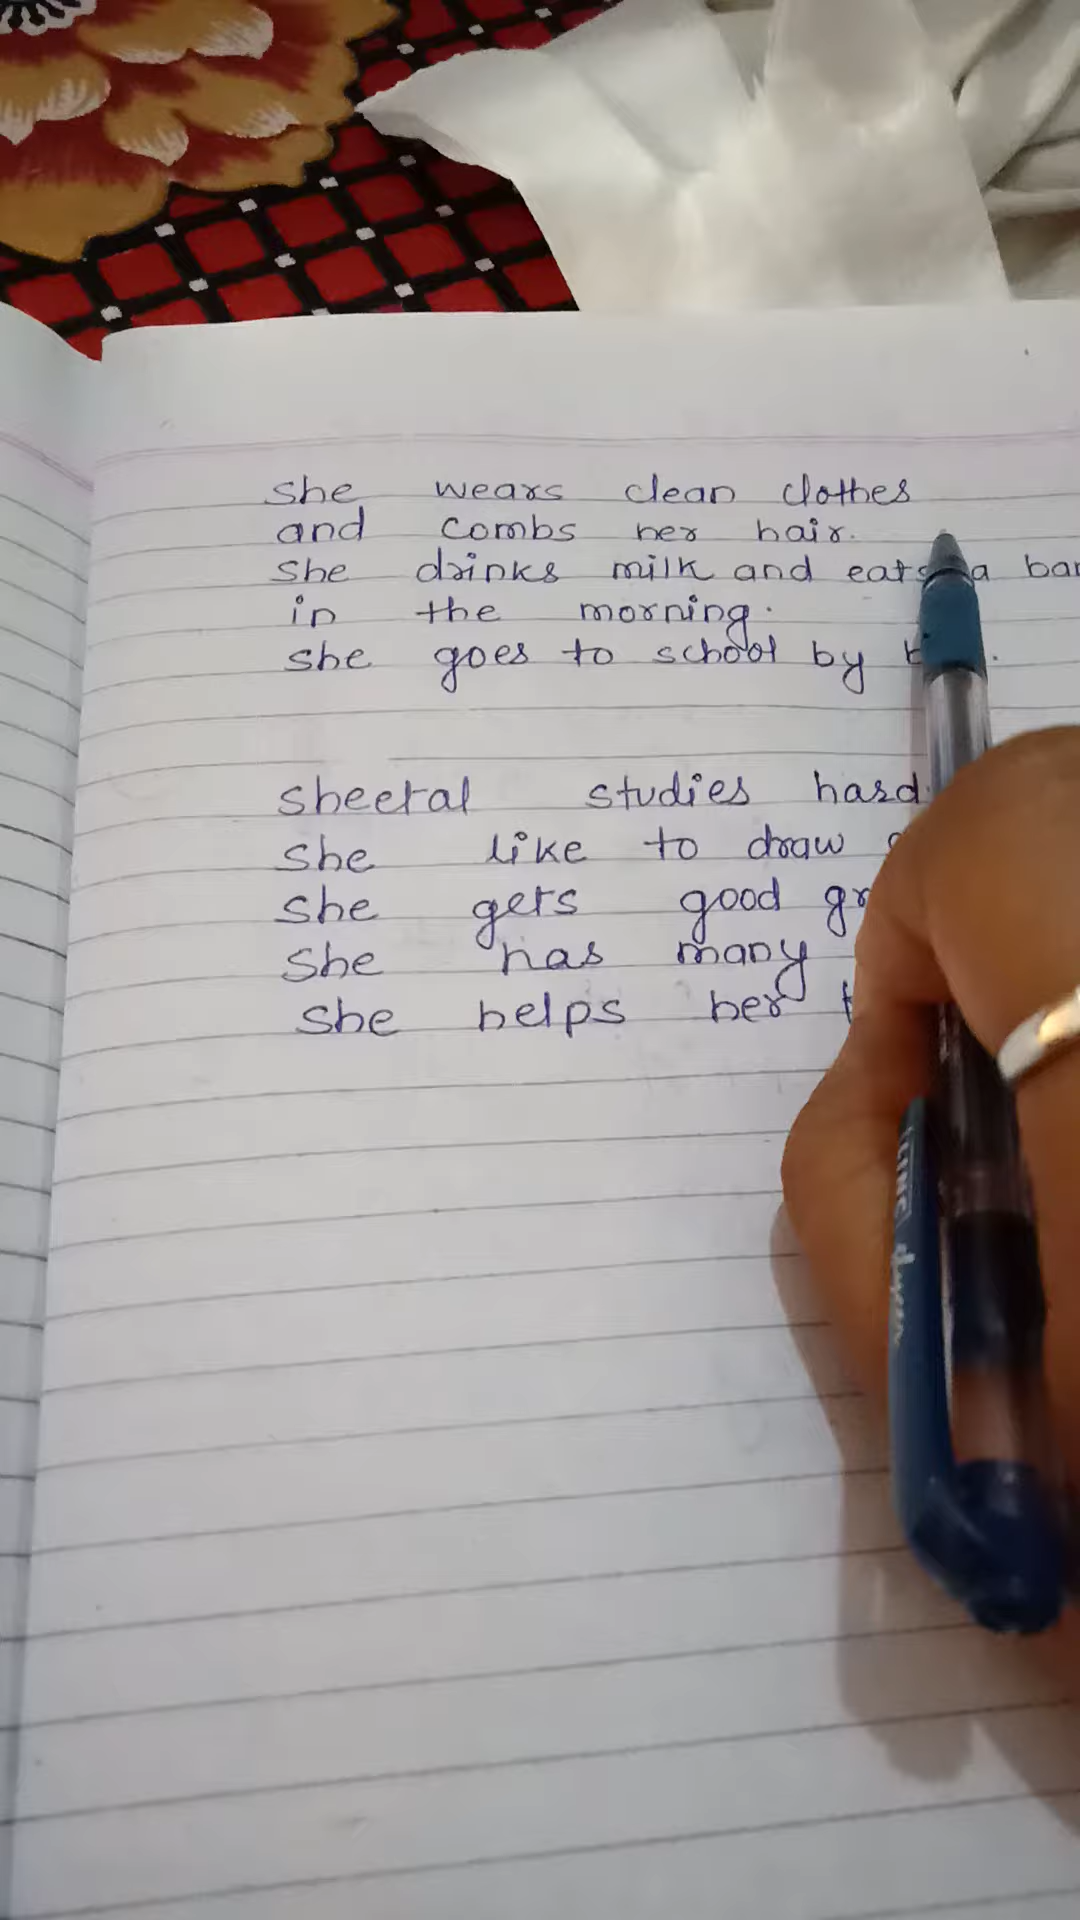 she wears clean clothes
and combs her hair.
She drinks milk and eats a
in the morning.
She goes to school by
Sheetal studies hard.
She like to draw
She gets good
She has many
She helps her